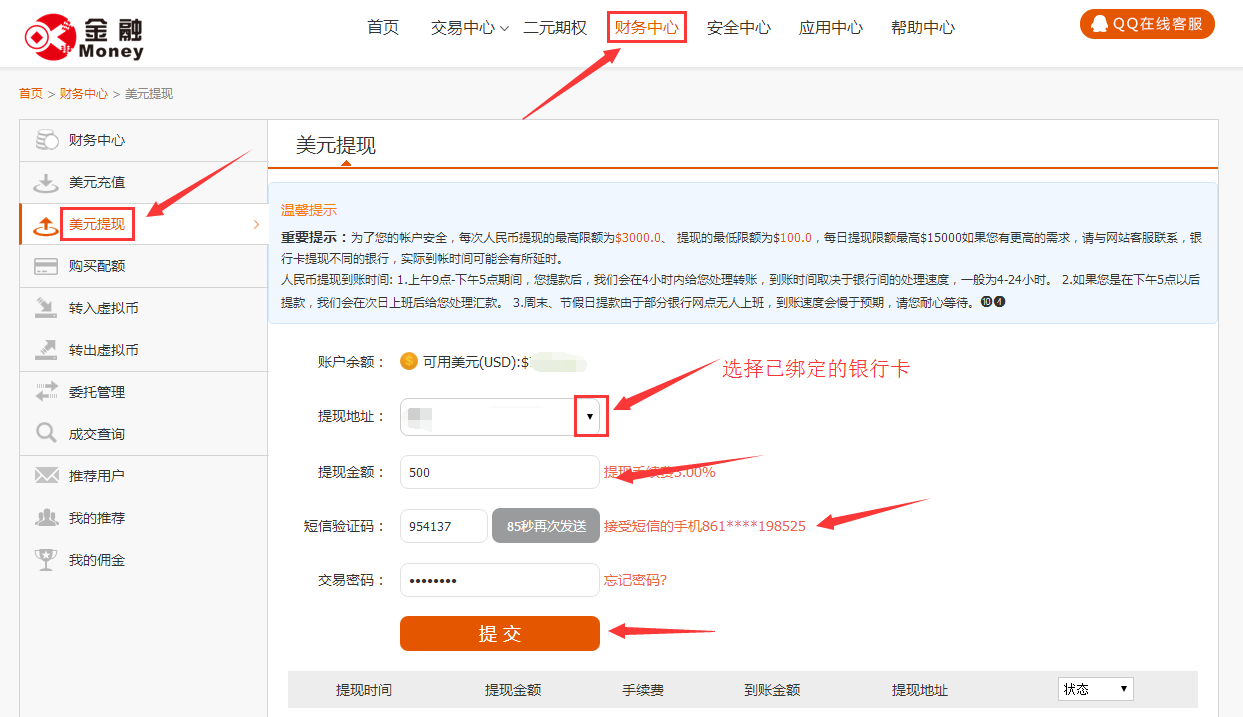 金融
Money
首页 交易中心 二元期权 财务中心 安全中心 应用中心 帮助中心
QQ在线客服
首页 > 财务中心 > 美元提现
财务中心
美元充值
美元提现
购买配额
转入虚拟币
转出虚拟币
委托管理
成交查询
推荐用户
我的推荐
我的佣金
美元提现
温馨提示
重要提示：为了您的帐户安全，每次人民币提现的最高限额为$3000.0、 提现的最低限额为$100.0，每日提现限额最高$15000如果您有更高的需求，请与网站客服联系，银
行卡提现不同的银行，实际到帐时间可能会有所延时。
人民币提现到账时间: 1.上午9点-下午5点期间，您提款后，我们会在4小时内给您处理转账，到账时间取决于银行间的处理速度，一般为4-24小时。 2.如果您是在下午5点以后
提款，我们会在次日上班后给您处理汇款。 3.周末、节假日提款由于部分银行网点无人上班，到账速度会慢于预期，请您耐心等待。❿❹
账户余额： 可用美元(USD):$
提现地址：
选择已绑定的银行卡
提现金额： 500 提现手续费5.00%
短信验证码： 954137 85秒再次发送 接受短信的手机861****198525
交易密码： •••••••• 忘记密码?
提 交
提现时间 提现金额 手续费 到账金额 提现地址 状态